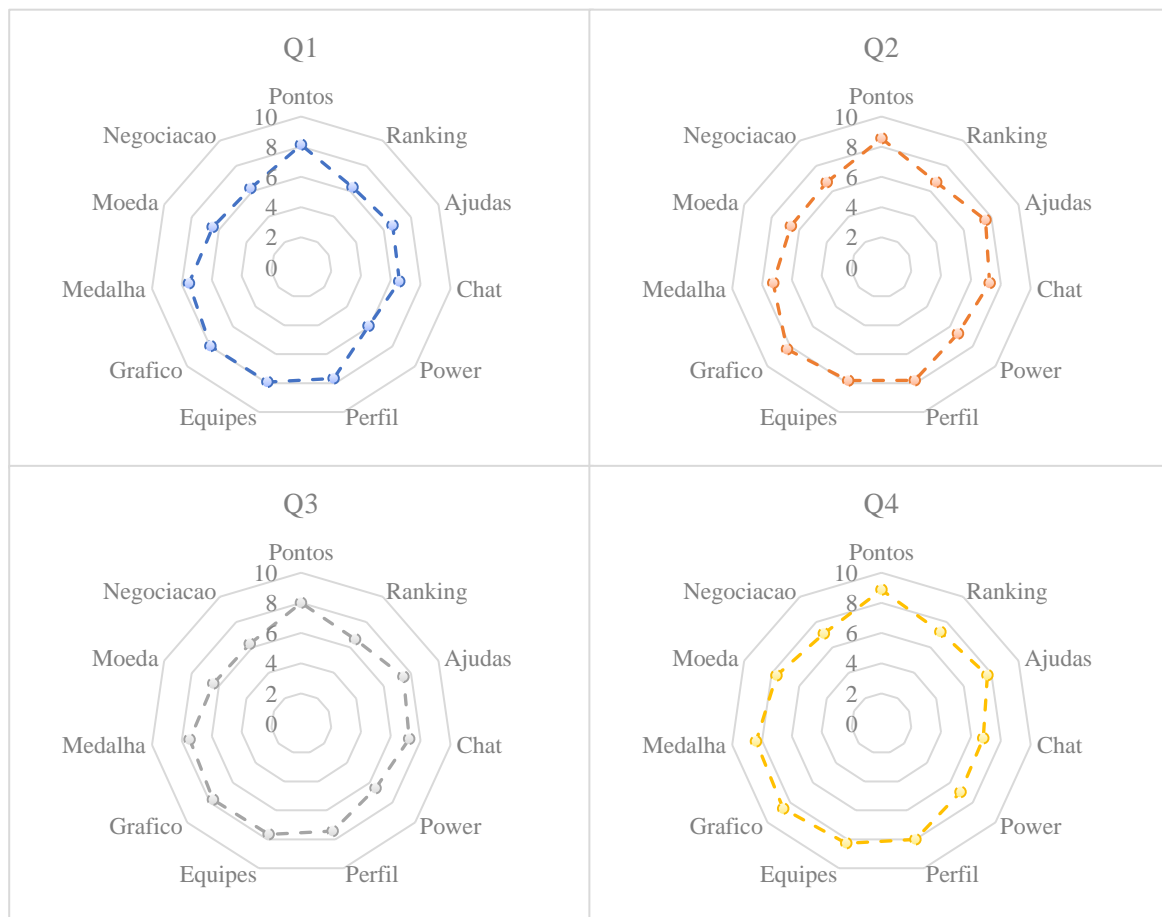 Q1
Pontos
Ranking
Ajudas
Chat
Power
Perfil
Equipes
Grafico
Medalha
Moeda
Negociacao
10
8
6
4
2
0
Q2
Pontos
Ranking
Ajudas
Chat
Power
Perfil
Equipes
Grafico
Medalha
Moeda
Negociacao
10
8
6
4
2
0
Q3
Pontos
Ranking
Ajudas
Chat
Power
Perfil
Equipes
Grafico
Medalha
Moeda
Negociacao
10
8
6
4
2
0
Q4
Pontos
Ranking
Ajudas
Chat
Power
Perfil
Equipes
Grafico
Medalha
Moeda
Negociacao
10
8
6
4
2
0